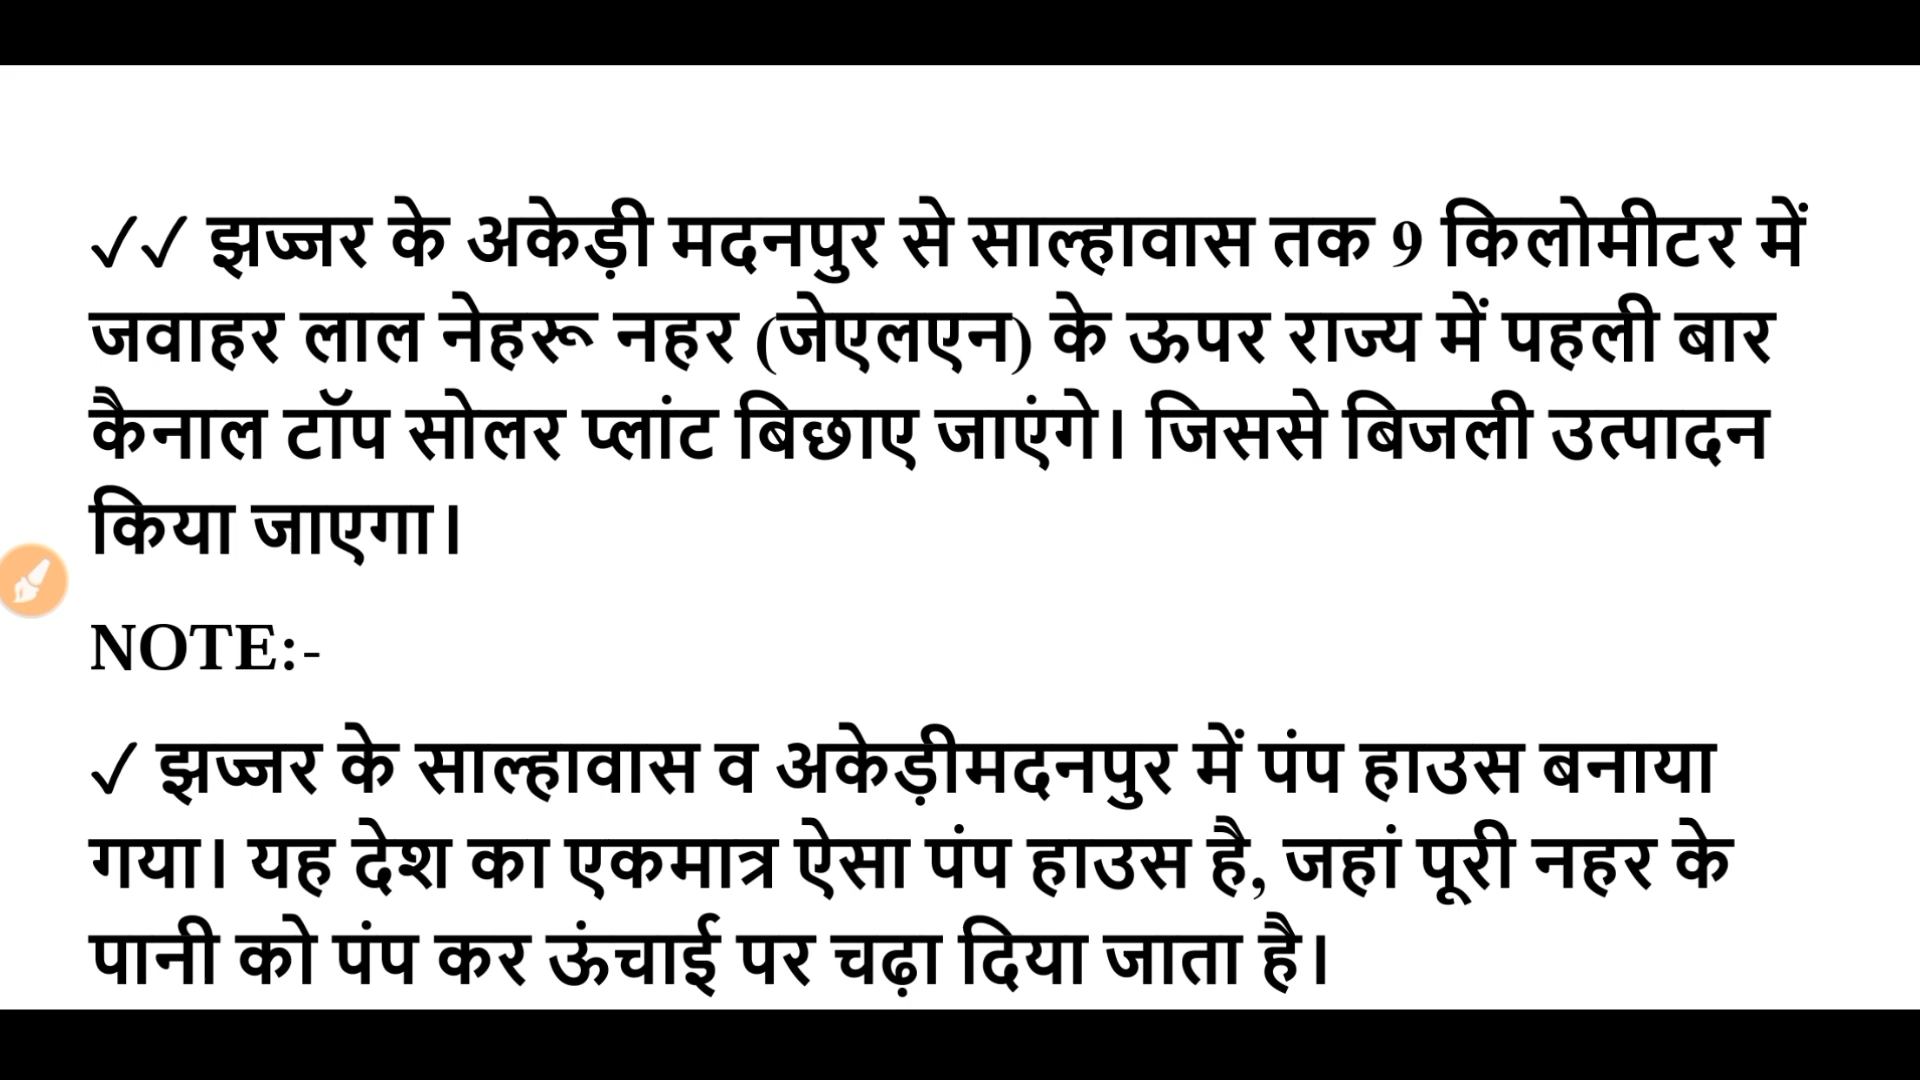 ✓✓ झज्जर के अकेड़ी मदनपुर से साल्हावास तक 9 किलोमीटर में
जवाहर लाल नेहरू नहर (जेएलएन) के ऊपर राज्य में पहली बार
कैनाल टॉप सोलर प्लांट बिछाए जाएंगे। जिससे बिजली उत्पादन
किया जाएगा।
NOTE:-
✓ झज्जर के साल्हावास व अकेड़ीमदनपुर में पंप हाउस बनाया
गया। यह देश का एकमात्र ऐसा पंप हाउस है, जहां पूरी नहर के
पानी को पंप कर ऊंचाई पर चढ़ा दिया जाता है।